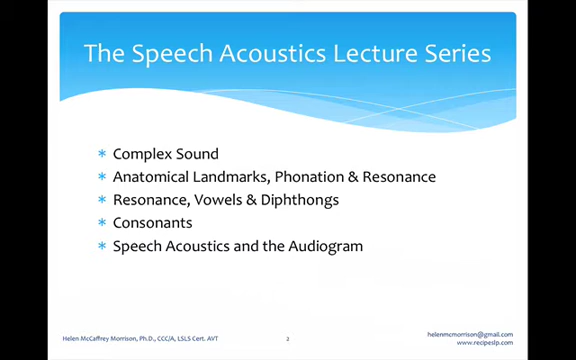 The Speech Acoustics Lecture Series
* Complex Sound
* Anatomical Landmarks, Phonation & Resonance
* Resonance, Vowels & Diphthongs
* Consonants
* Speech Acoustics and the Audiogram
Helen McCaffrey Morrison, Ph.D., CCC/A, LSLS Cert. AVT
2
helenmcmorrison@gmail.com
www.recipeslp.com